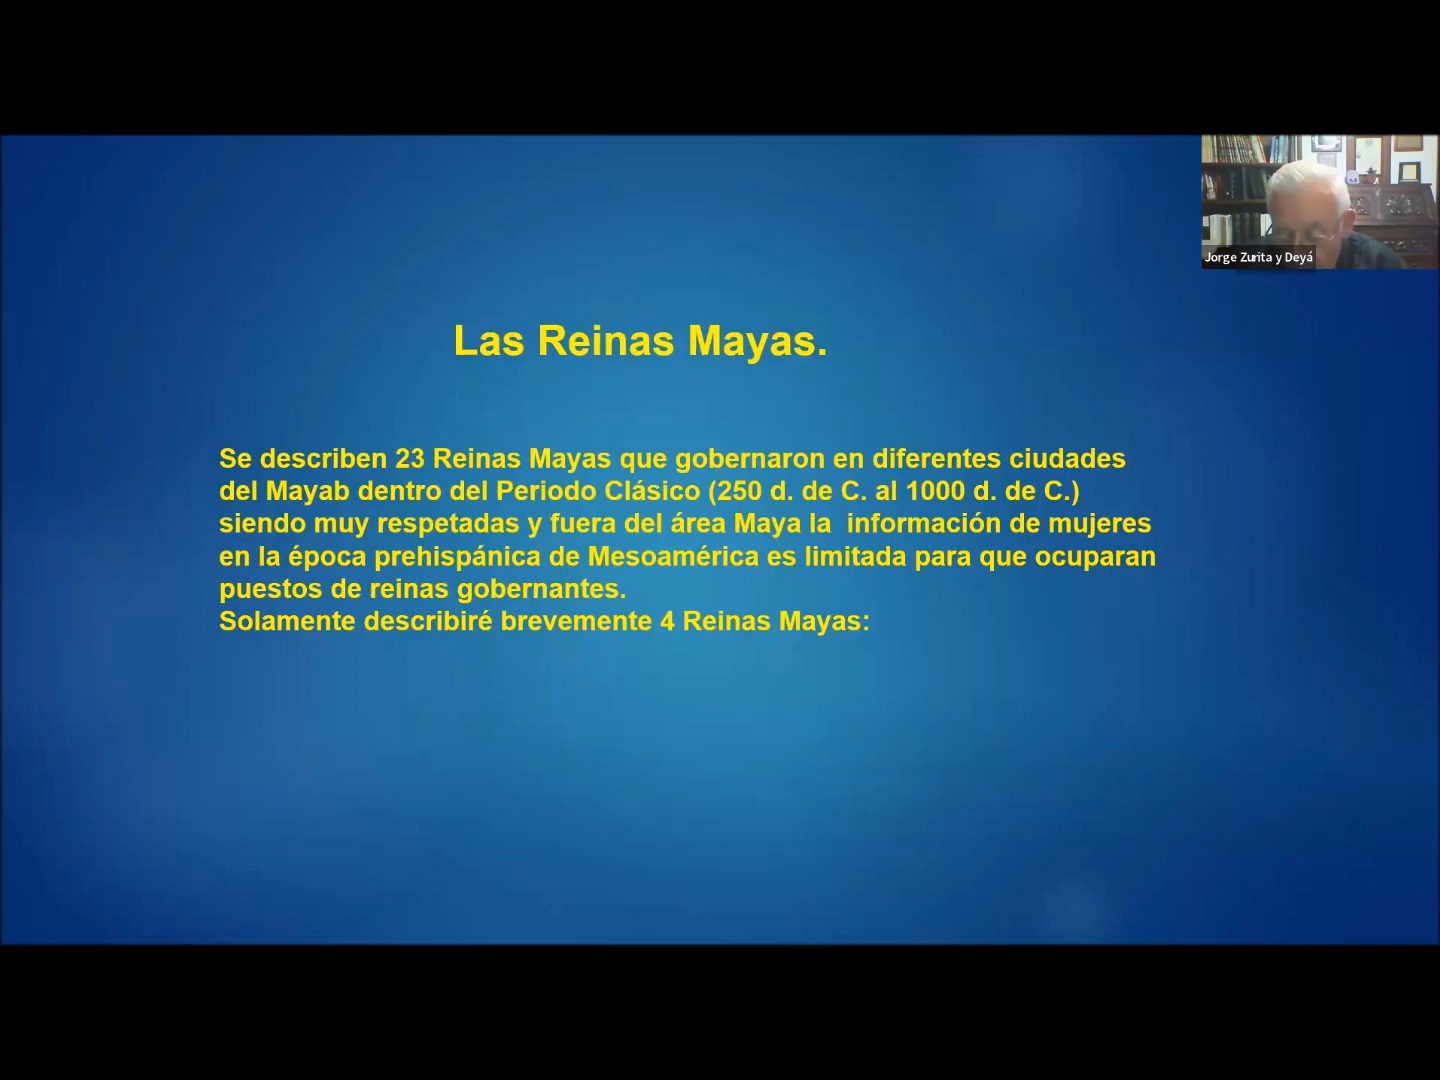 Jorge Zurita y Deyá
Las Reinas Mayas.
Se describen 23 Reinas Mayas que gobernaron en diferentes ciudades
del Mayab dentro del Periodo Clásico (250 d. de C. al 1000 d. de C.)
siendo muy respetadas y fuera del área Maya la  información de mujeres
en la época prehispánica de Mesoamérica es limitada para que ocuparan
puestos de reinas gobernantes.
Solamente describiré brevemente 4 Reinas Mayas: